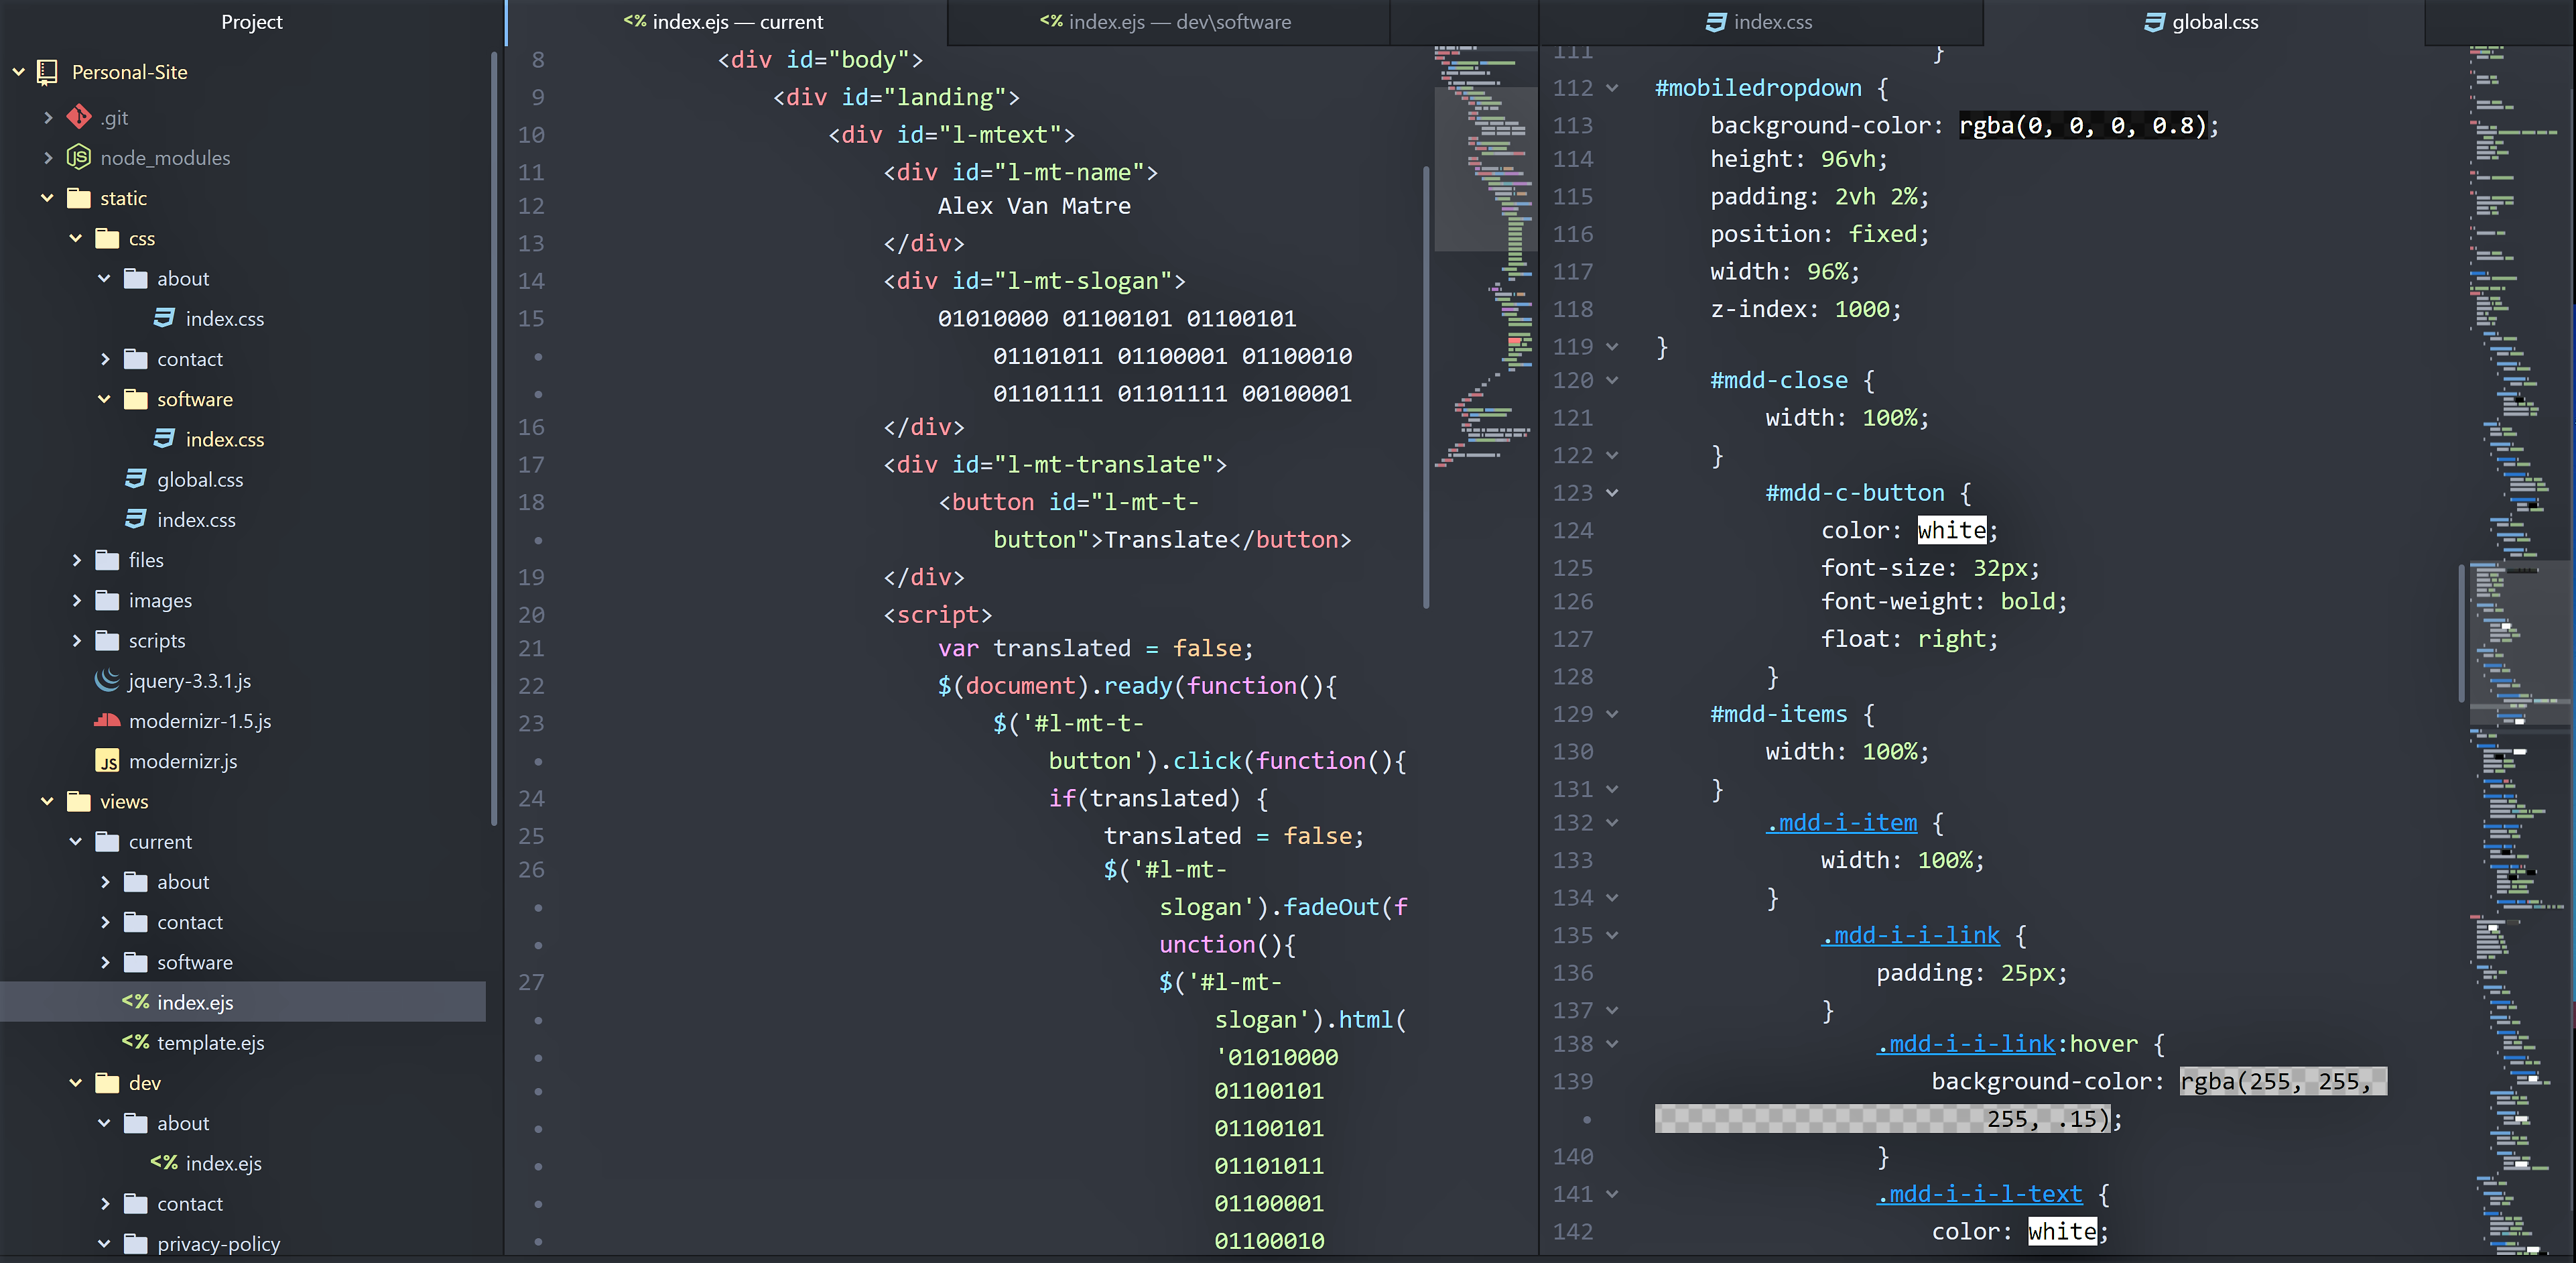 Project
Personal-Site
.git
node_modules
static
css
about
index.css
contact
software
index.css
global.css
index.css
files
images
scripts
jquery-3.3.1.js
modernizr-1.5.js
JS modernizr.js
views
current
about
contact
software
<% index.ejs
<% template.ejs
dev
about
<% index.ejs
contact
privacy-policy
<% index.ejs — current
<% index.ejs — dev\software
8 <div id="body">
9 <div id="landing">
10 <div id="l-mtext">
11 <div id="l-mt-name">
12 Alex Van Matre
13 </div>
14 <div id="l-mt-slogan">
15 01010000 01100101 01100101
01101011 01100001 01100010
01101111 01101111 00100001
16 </div>
17 <div id="l-mt-translate">
18 <button id="l-mt-t-
button">Translate</button>
19 </div>
20 <script>
21 var translated = false;
22 $(document).ready(function(){
23 $('#l-mt-t-
button').click(function(){
24 if(translated) {
25 translated = false;
26 $('#l-mt-
slogan').fadeOut(f
unction(){
27 $('#l-mt-
slogan').html(
'01010000
01100101
01100101
01101011
01100001
01100010
index.css
global.css
111 }
112 #mobiledropdown {
113 background-color: rgba(0, 0, 0, 0.8);
114 height: 96vh;
115 padding: 2vh 2%;
116 position: fixed;
117 width: 96%;
118 z-index: 1000;
119 }
120 #mdd-close {
121 width: 100%;
122 }
123 #mdd-c-button {
124 color: white;
125 font-size: 32px;
126 font-weight: bold;
127 float: right;
128 }
129 #mdd-items {
130 width: 100%;
131 }
132 .mdd-i-item {
133 width: 100%;
134 }
135 .mdd-i-i-link {
136 padding: 25px;
137 }
138 .mdd-i-i-link:hover {
139 background-color: rgba(255, 255,
255, .15);
140 }
141 .mdd-i-i-l-text {
142 color: white;